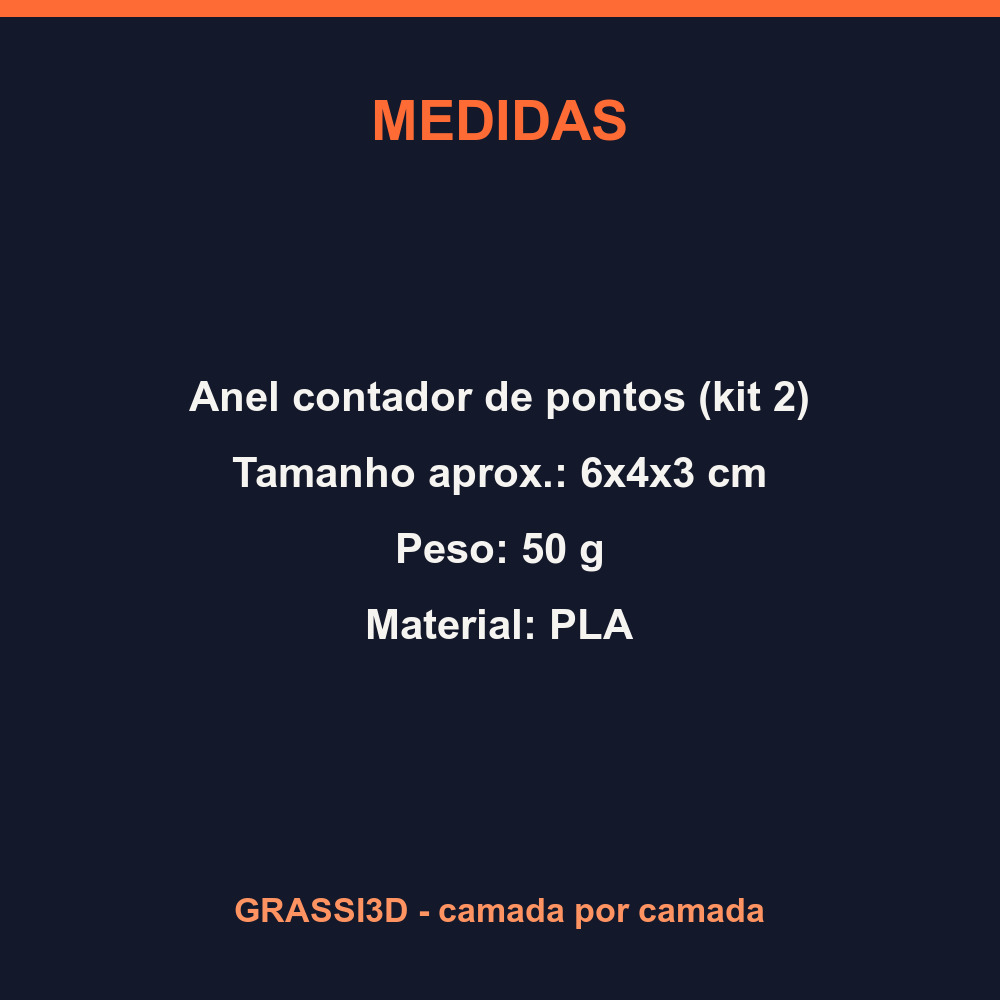 MEDIDAS
Anel contador de pontos (kit 2)
Tamanho aprox.: 6x4x3 cm
Peso: 50 g
Material: PLA
GRASSI3D - camada por camada